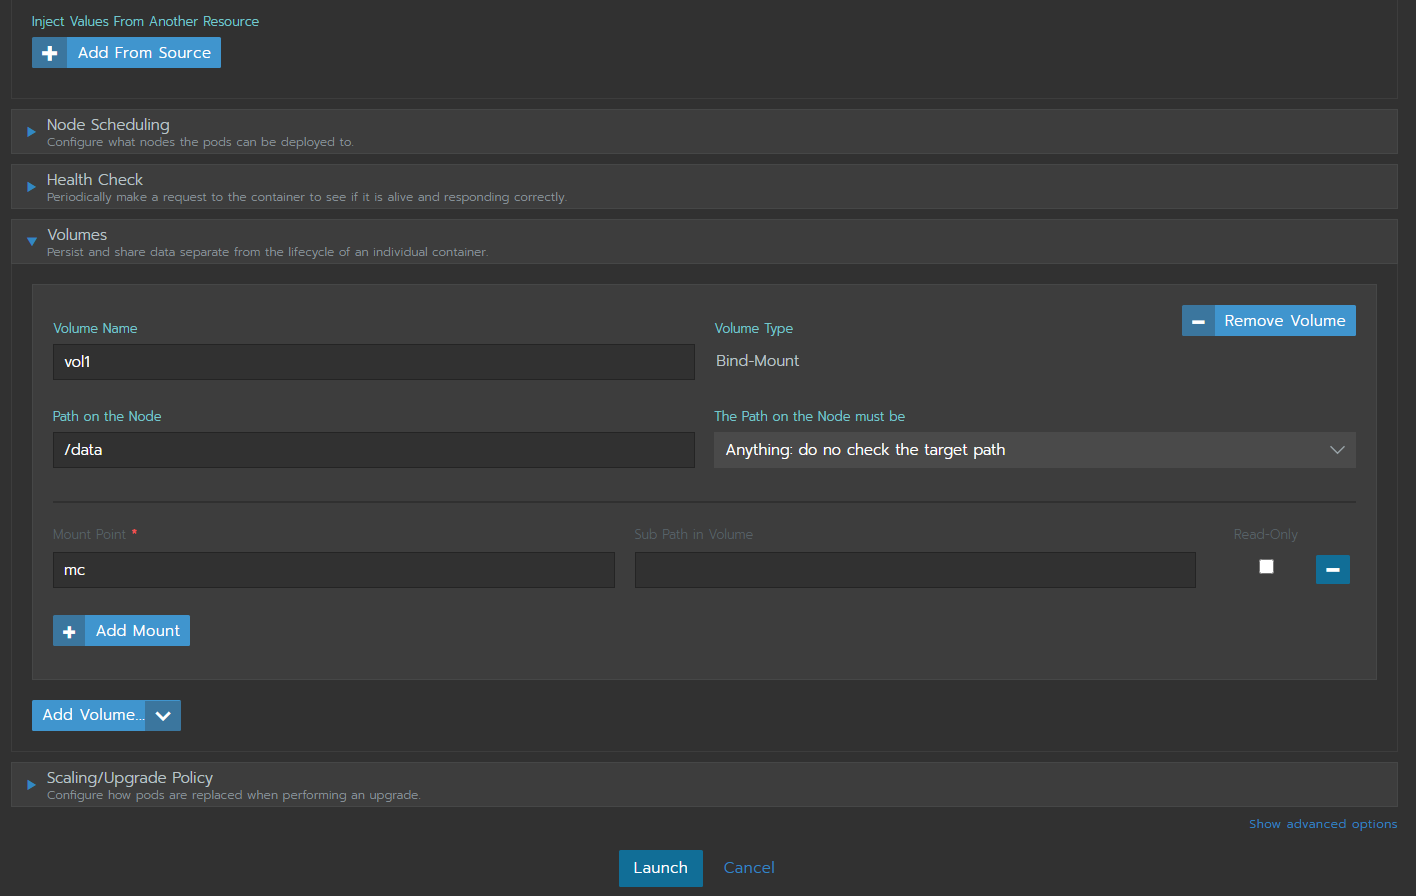 Inject Values From Another Resource
Add From Source
Node Scheduling
Configure what nodes the pods can be deployed to.
Health Check
Periodically make a request to the container to see if it is alive and responding correctly.
Volumes
Persist and share data separate from the lifecycle of an individual container.
Remove Volume
Volume Name
Volume Type
vol1
Bind-Mount
Path on the Node
The Path on the Node must be
/data
Anything: do no check the target path
Mount Point *
Sub Path in Volume
Read-Only
mc
Add Mount
Add Volume...
Scaling/Upgrade Policy
Configure how pods are replaced when performing an upgrade.
Show advanced options
Launch
Cancel